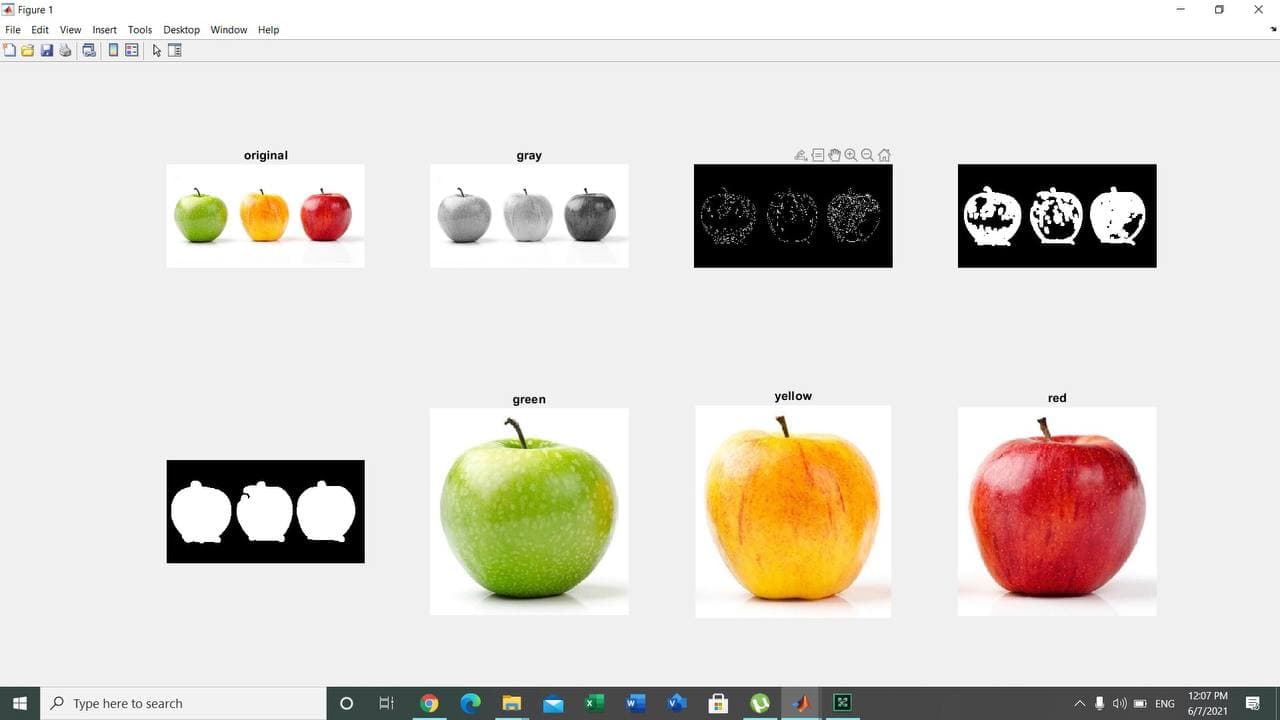 Figure 1
File Edit View Insert Tools Desktop Window Help
original
gray
green
yellow
red
Type here to search
ENG
12:07 PM
6/7/2021